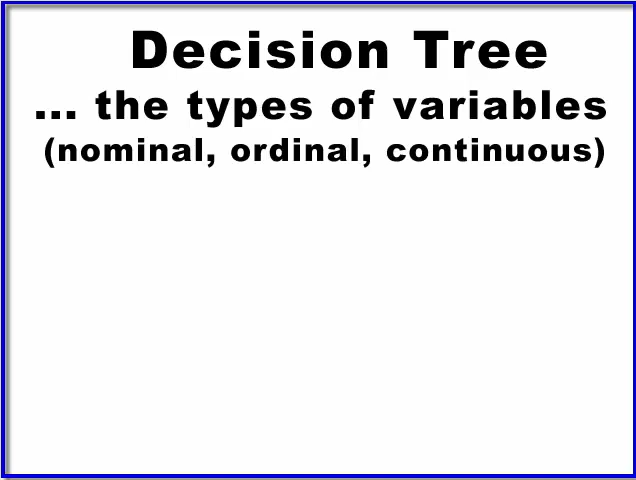 Decision Tree
... the types of variables
(nominal, ordinal, continuous)